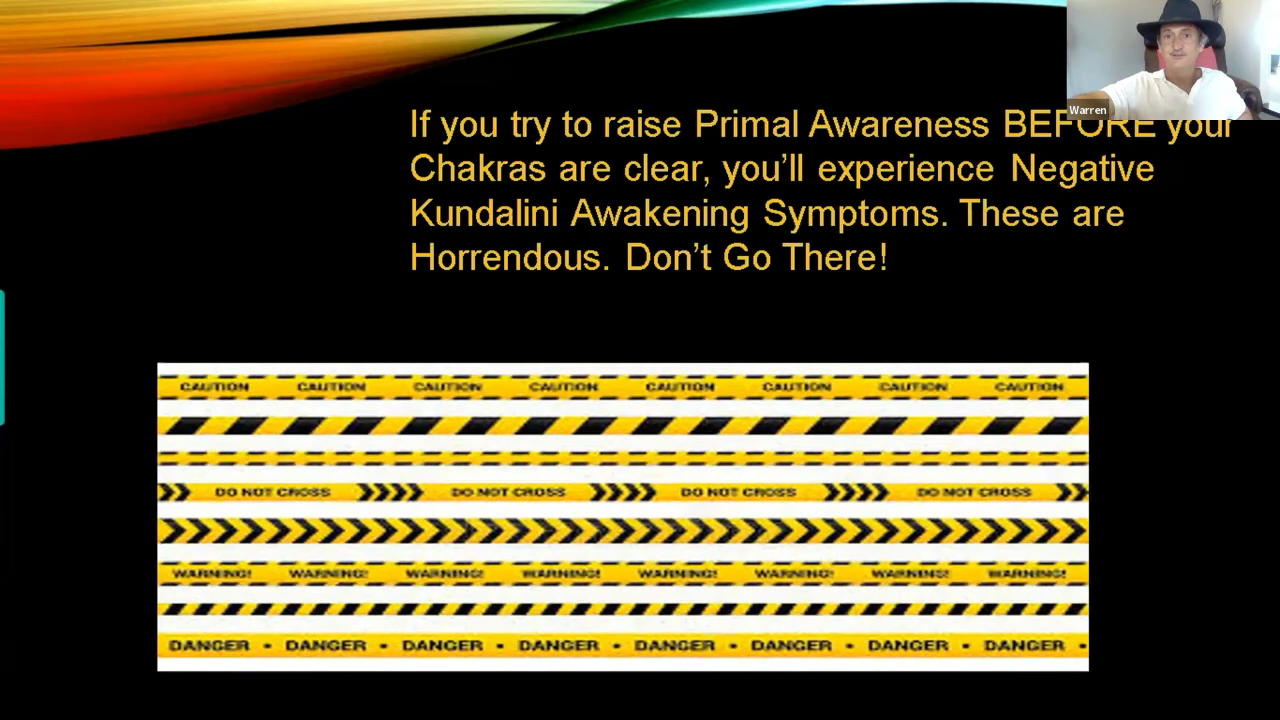 Warren
If you try to raise Primal Awareness BEFORE your
Chakras are clear, you'll experience Negative
Kundalini Awakening Symptoms. These are
Horrendous. Don't Go There!
CAUTION CAUTION CAUTION CAUTION CAUTION CAUTION CAUTION CAUTION
DO NOT CROSS DO NOT CROSS DO NOT CROSS DO NOT CROSS
WARNING! WARNING! WARNING! WARNING! WARNING! WARNING! WARNING! WARNING!
DANGER • DANGER • DANGER • DANGER • DANGER • DANGER • DANGER • DANGER •